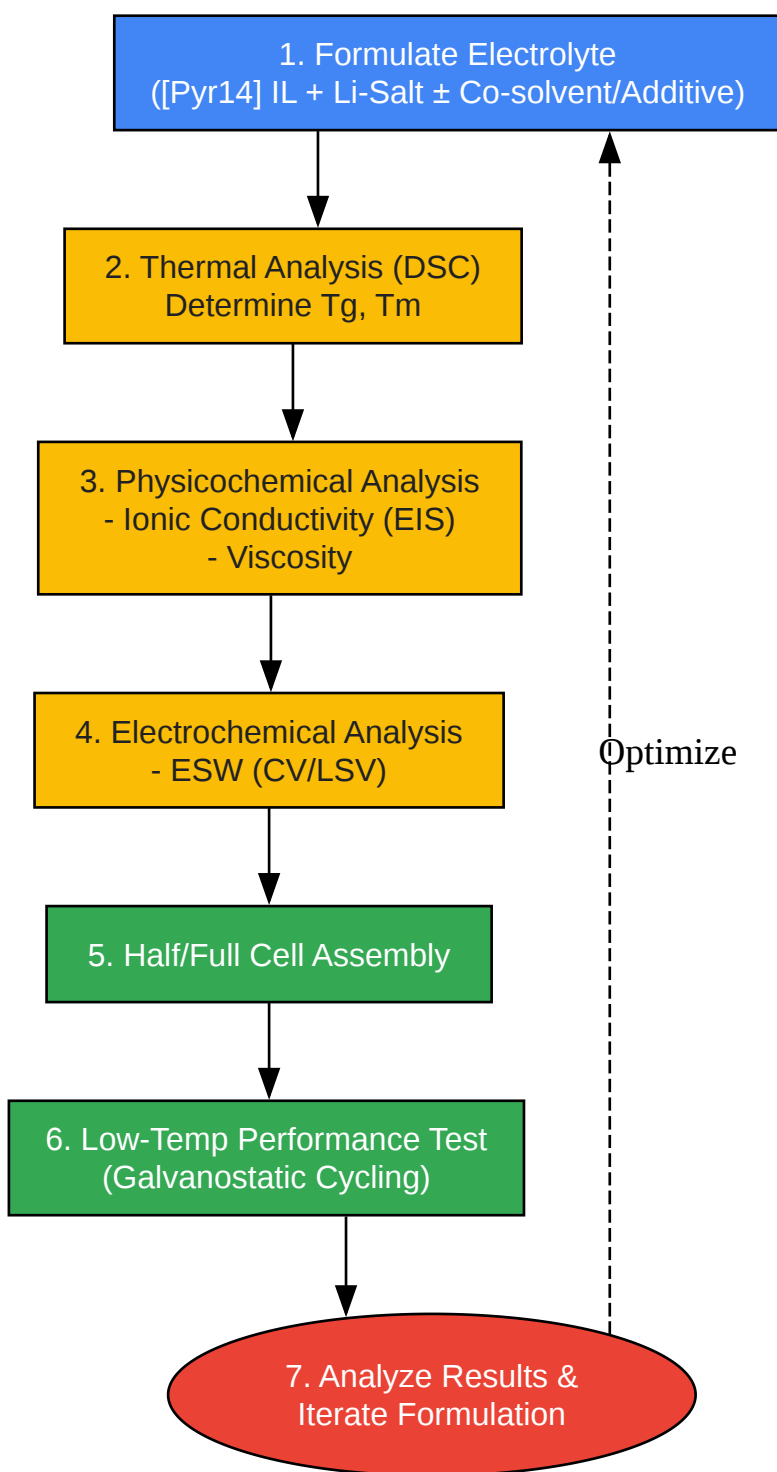 1. Formulate Electrolyte
([Pyr14] IL + Li-Salt ± Co-solvent/Additive)
2. Thermal Analysis (DSC)
Determine Tg, Tm
3. Physicochemical Analysis
- Ionic Conductivity (EIS)
- Viscosity
4. Electrochemical Analysis
- ESW (CV/LSV)
Optimize
5. Half/Full Cell Assembly
6. Low-Temp Performance Test
(Galvanostatic Cycling)
7. Analyze Results &
Iterate Formulation